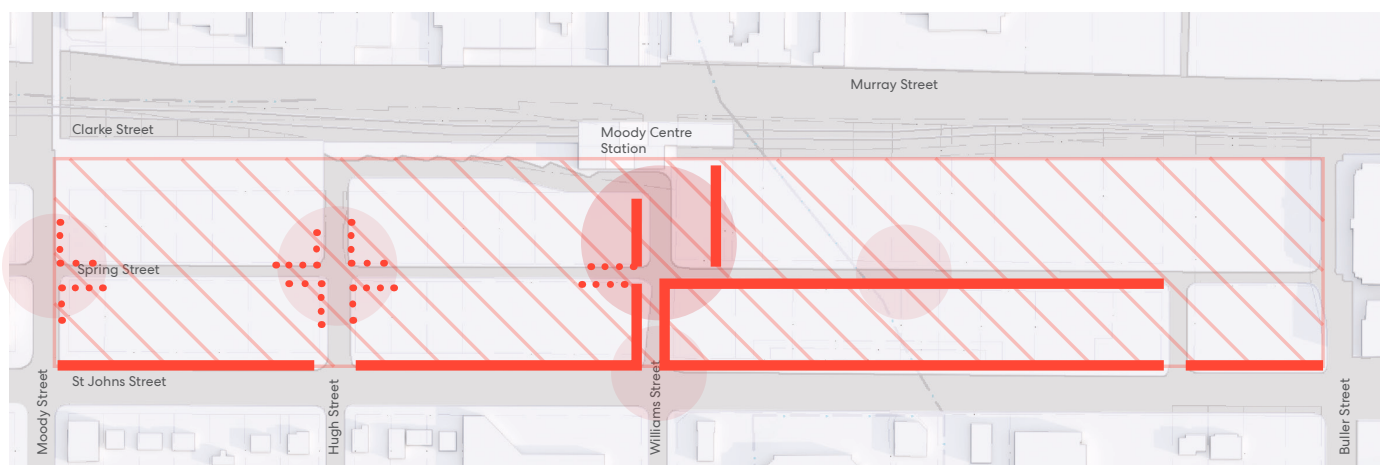 Murray Street
Clarke Street
Moody Centre
Station
Spring Street
St Johns Street
Moody Street
Hugh Street
Williams Street
Buller Street